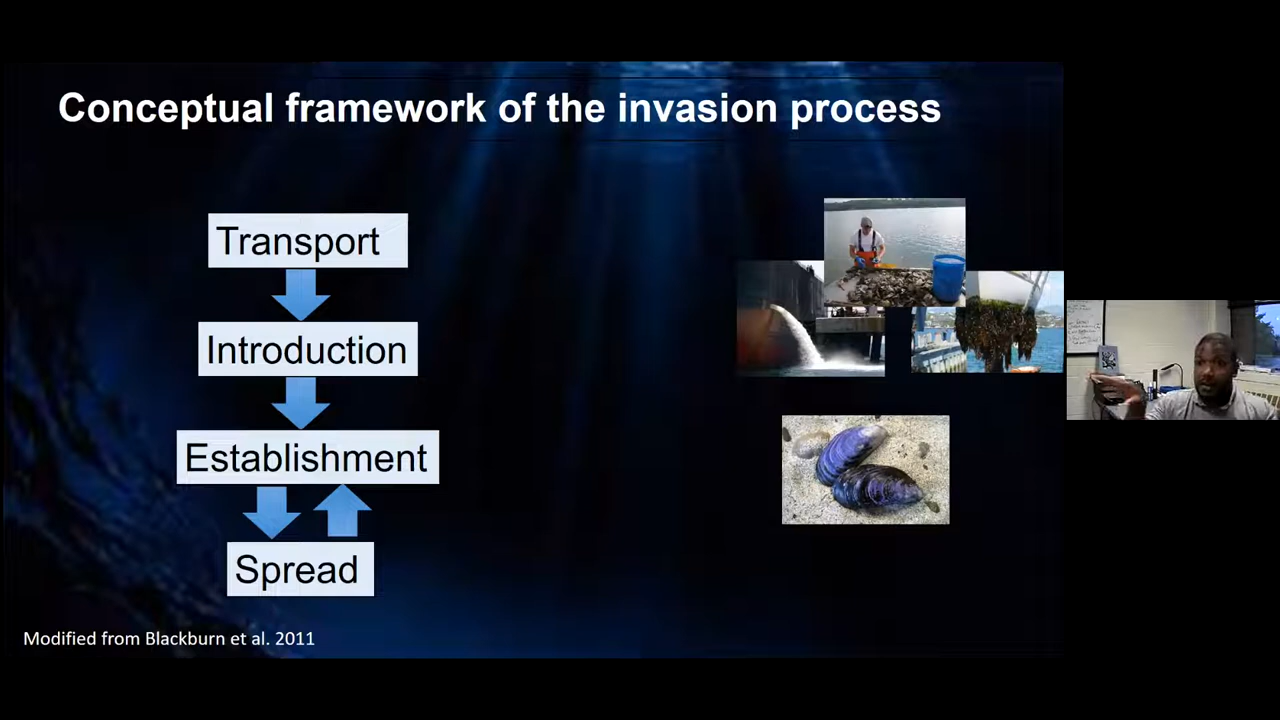 Conceptual framework of the invasion process
Transport
Introduction
Establishment
Spread
Modified from Blackburn et al. 2011